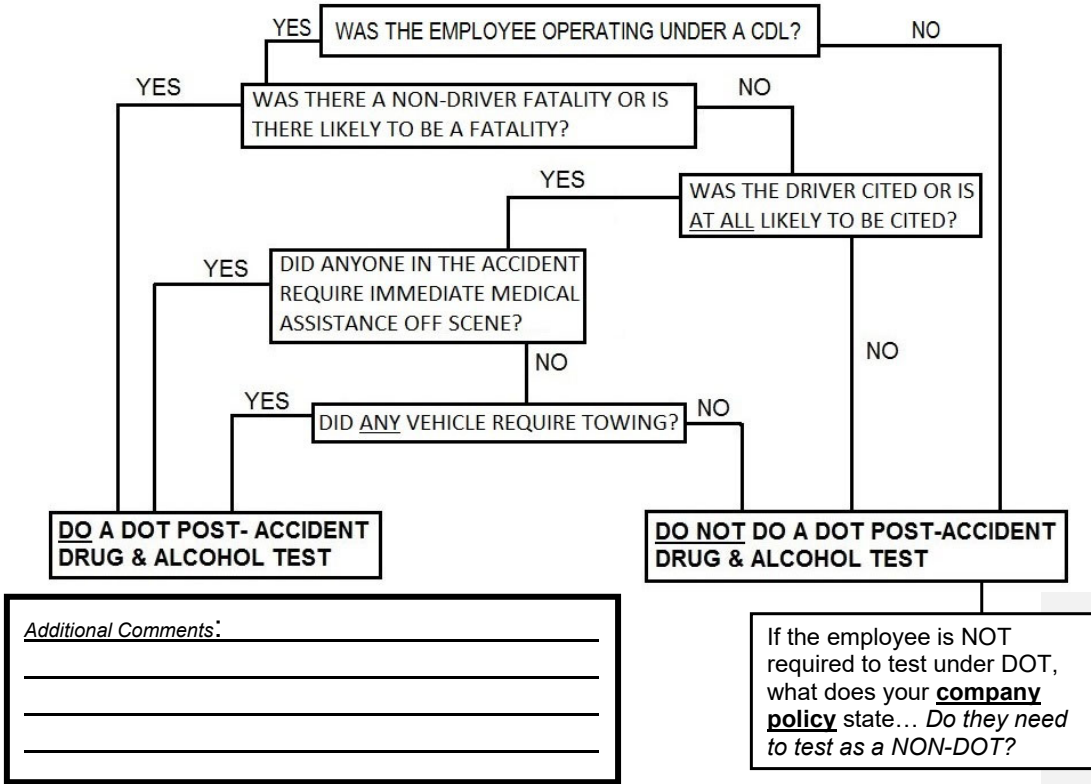 YES
WAS THE EMPLOYEE OPERATING UNDER A CDL?
NO
YES
WAS THERE A NON-DRIVER FATALITY OR IS
THERE LIKELY TO BE A FATALITY?
NO
YES
WAS THE DRIVER CITED OR IS
AT ALL LIKELY TO BE CITED?
YES
DID ANYONE IN THE ACCIDENT
REQUIRE IMMEDIATE MEDICAL
ASSISTANCE OFF SCENE?
NO
NO
YES
DID ANY VEHICLE REQUIRE TOWING?
NO
DO A DOT POST- ACCIDENT
DRUG & ALCOHOL TEST
DO NOT DO A DOT POST-ACCIDENT
DRUG & ALCOHOL TEST
Additional Comments:
If the employee is NOT
required to test under DOT,
what does your company
policy state… Do they need
to test as a NON-DOT?